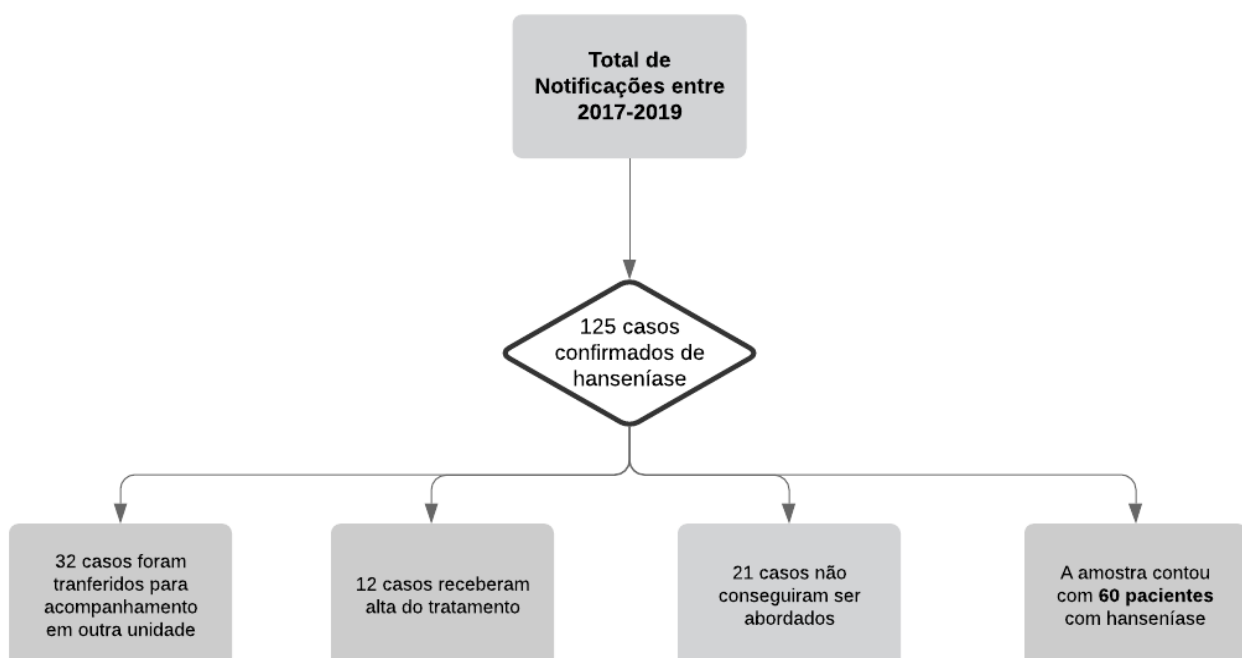 Total de
Notificações entre
2017-2019
125 casos
confirmados de
hanseníase
32 casos foram
tranferidos para
acompanhamento
em outra unidade
12 casos receberam
alta do tratamento
21 casos não
conseguiram ser
abordados
A amostra contou
com 60 pacientes
com hanseníase